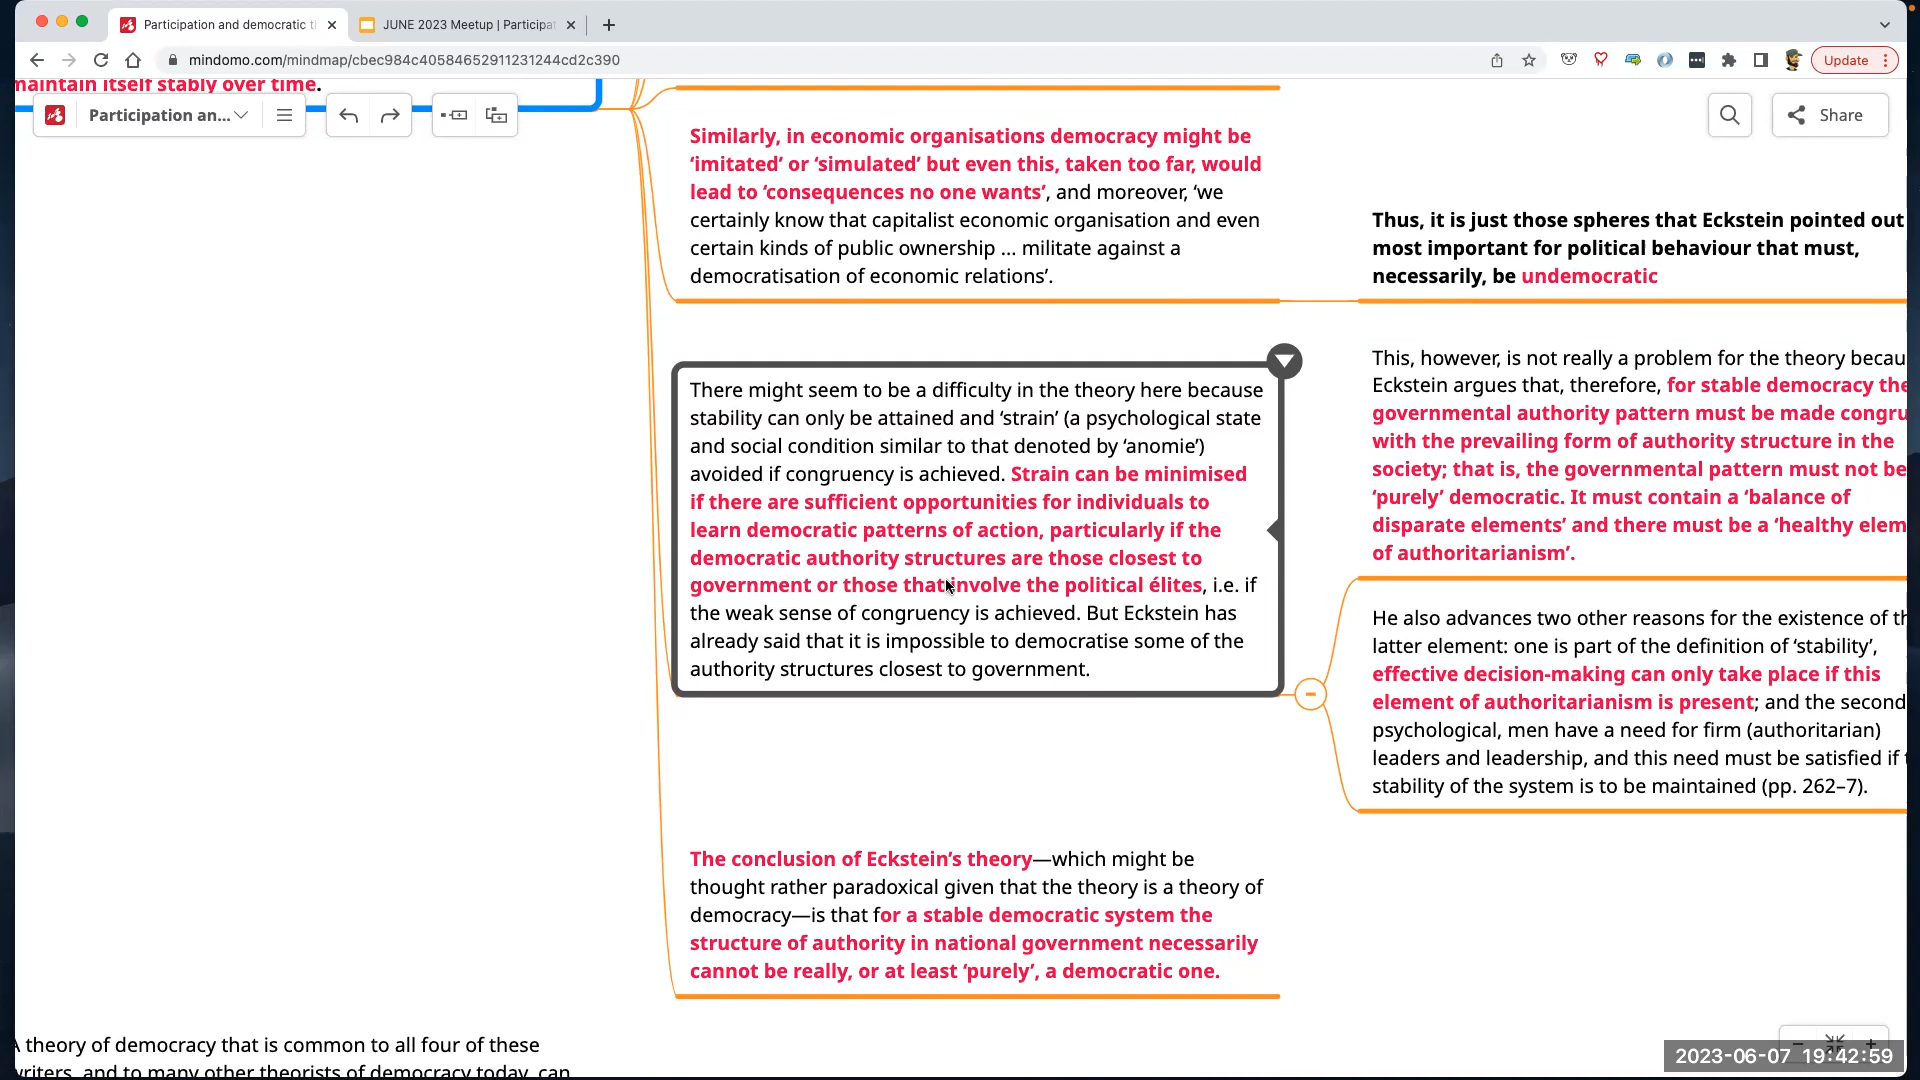 Participation and democratic t
JUNE 2023 Meetup | Participat
mindomo.com/mindmap/cbec984c40584652911231244cd2c390
Update
maintain itself stably over time.
Participation an...
Share
Similarly, in economic organisations democracy might be
‘imitated’ or ‘simulated’ but even this, taken too far, would
lead to ‘consequences no one wants’, and moreover, ‘we
certainly know that capitalist economic organisation and even
certain kinds of public ownership ... militate against a
democratisation of economic relations’.
Thus, it is just those spheres that Eckstein pointed out
most important for political behaviour that must,
necessarily, be undemocratic
There might seem to be a difficulty in the theory here because
stability can only be attained and ‘strain’ (a psychological state
and social condition similar to that denoted by ‘anomie’)
avoided if congruency is achieved. Strain can be minimised
if there are sufficient opportunities for individuals to
learn democratic patterns of action, particularly if the
democratic authority structures are those closest to
government or those that involve the political élites, i.e. if
the weak sense of congruency is achieved. But Eckstein has
already said that it is impossible to democratise some of the
authority structures closest to government.
This, however, is not really a problem for the theory becau
Eckstein argues that, therefore, for stable democracy the
governmental authority pattern must be made congru
with the prevailing form of authority structure in the
society; that is, the governmental pattern must not be
‘purely’ democratic. It must contain a ‘balance of
disparate elements’ and there must be a ‘healthy elem
of authoritarianism’.
He also advances two other reasons for the existence of th
latter element: one is part of the definition of ‘stability’,
effective decision-making can only take place if this
element of authoritarianism is present; and the second
psychological, men have a need for firm (authoritarian)
leaders and leadership, and this need must be satisfied if
stability of the system is to be maintained (pp. 262–7).
The conclusion of Eckstein’s theory—which might be
thought rather paradoxical given that the theory is a theory of
democracy—is that for a stable democratic system the
structure of authority in national government necessarily
cannot be really, or at least ‘purely’, a democratic one.
A theory of democracy that is common to all four of these
writers, and to many other theorists of democracy today, can
2023-06-07 19:42:59